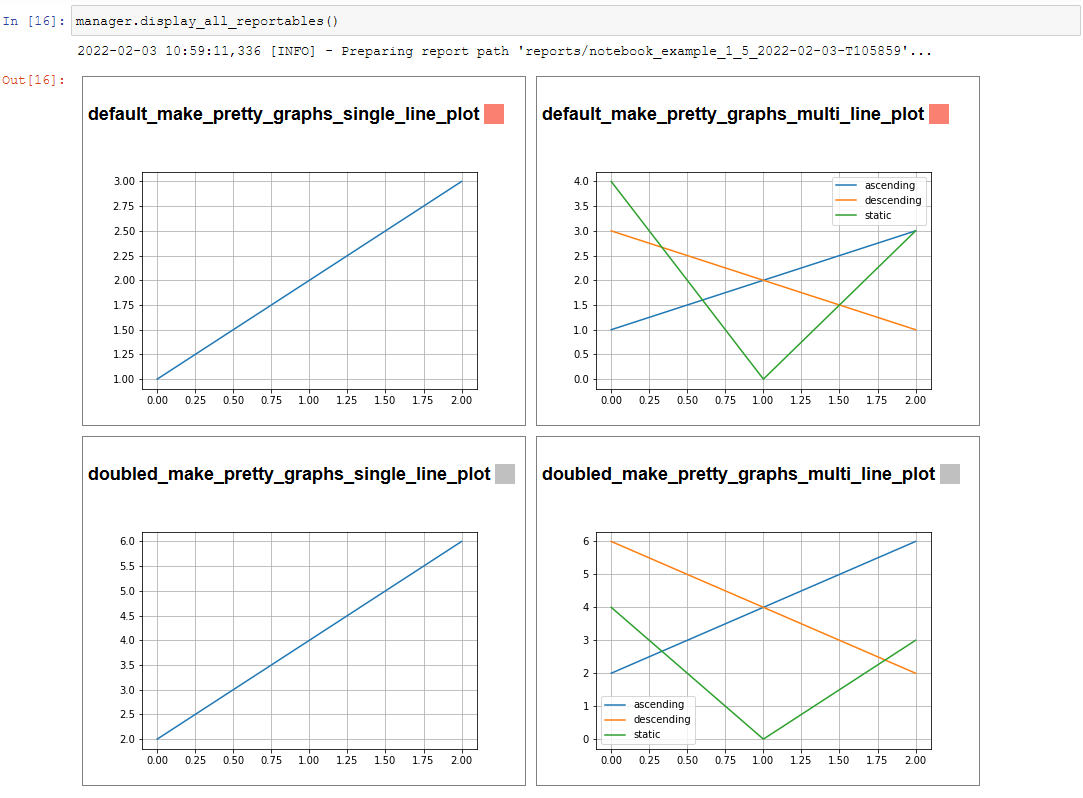 In [16]: manager.display_all_reportables()
2022-02-03 10:59:11,336 [INFO] - Preparing report path 'reports/notebook_example_1_5_2022-02-03-T105859'...
Out[16]:
default_make_pretty_graphs_single_line_plot
3.00
2.75
2.50
2.25
2.00
1.75
1.50
1.25
1.00
0.00 0.25 0.50 0.75 1.00 1.25 1.50 1.75 2.00
default_make_pretty_graphs_multi_line_plot
4.0
3.5
3.0
2.5
2.0
1.5
1.0
0.5
0.0
ascending
descending
static
0.00 0.25 0.50 0.75 1.00 1.25 1.50 1.75 2.00
doubled_make_pretty_graphs_single_line_plot
6.0
5.5
5.0
4.5
4.0
3.5
3.0
2.5
2.0
0.00 0.25 0.50 0.75 1.00 1.25 1.50 1.75 2.00
doubled_make_pretty_graphs_multi_line_plot
6
5
4
3
2
1
0
ascending
descending
static
0.00 0.25 0.50 0.75 1.00 1.25 1.50 1.75 2.00